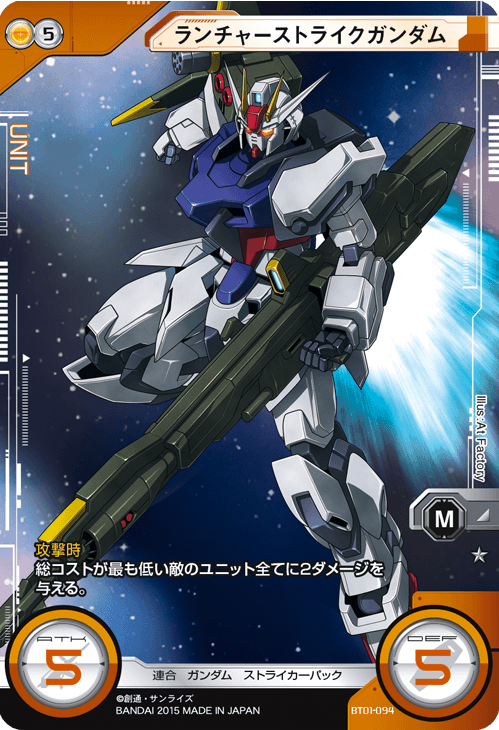 5
ランチャーストライクガンダム
UNIT
Illus:At Factory
M
攻撃時
総コストが最も低い敵のユニット全てに2ダメージを
与える。
ATK
5
DEF
5
連合 ガンダム ストライカーパック
©創通・サンライズ
BANDAI 2015 MADE IN JAPAN
BT01-094